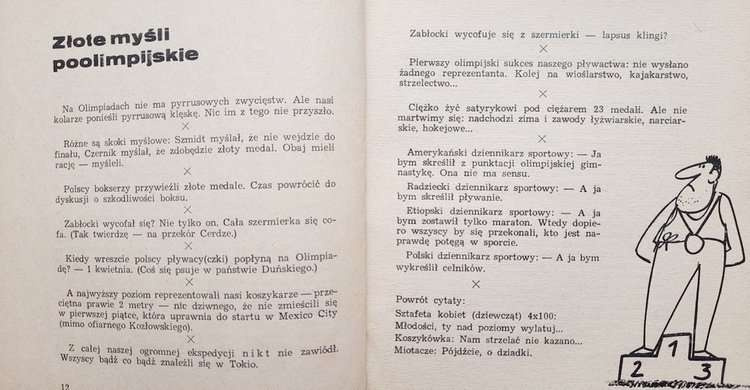 Złote myśli
poolimpijskie
Na Olimpiadach nie ma pyrrusowych zwycięstw. Ale nasi
kolarze ponieśli pyrrusową klęskę. Nic im z tego nie przyszło.
×
Różne są skoki myślowe: Szmidt myślał, że nie wejdzie do
finału, Czernik myślał, że zdobędzie złoty medal. Obaj mieli
rację — myśleli.
×
Polscy bokserzy przywieźli złote medale. Czas powrócić do
dyskusji o szkodliwości boksu.
×
Zabłocki wycofał się? Nie tylko on. Cała szermierka się co-
fa. (Tak twierdzę — na przekór Cerdze.)
×
Kiedy wreszcie polscy pływacy(czki) popłyną na Olimpia-
dę? — 1 kwietnia. (Coś się psuje w państwie Duńskiego.)
×
A najwyższy poziom reprezentowali nasi koszykarze — prze-
ciętna prawie 2 metry — nic dziwnego, że nie zmieścili się
w pierwszej piątce, która uprawnia do startu w Mexico City
(mimo ofiarnego Kozłowskiego).
×
Z całej naszej ogromnej ekspedycji nikt nie zawiódł.
Wszyscy bądź co bądź znaleźli się w Tokio.
12
Zabłocki wycofuje się z szermierki — lapsus klingi?
×
Pierwszy olimpijski sukces naszego pływactwa: nie wysłano
żadnego reprezentanta. Kolej na wioślarstwo, kajakarstwo,
strzelectwo...
×
Ciężko żyć satyrykowi pod ciężarem 23 medali. Ale nie
martwimy się: nadchodzi zima i zawody łyżwiarskie, narciar-
skie, hokejowe...
×
Amerykański dziennikarz sportowy: — Ja
bym skreślił z punktacji olimpijskiej gim-
nastykę. Ona nie ma sensu.
Radziecki dziennikarz sportowy: — A ja
bym skreślił pływanie.
Etiopski dziennikarz sportowy: — A ja
bym zostawił tylko maraton. Wtedy dopie-
ro wszyscy by się przekonali, kto jest na-
prawdę potęgą w sporcie.
Polski dziennikarz sportowy: — A ja bym
wykreślił celników.
×
Powrót cytaty:
Sztafeta kobiet (dziewcząt) 4x100:
Młodości, ty nad poziomy wylatuj...
Koszykówka: Nam strzelać nie kazano...
Miotacze: Pójdźcie, o dziadki.
1
2 3